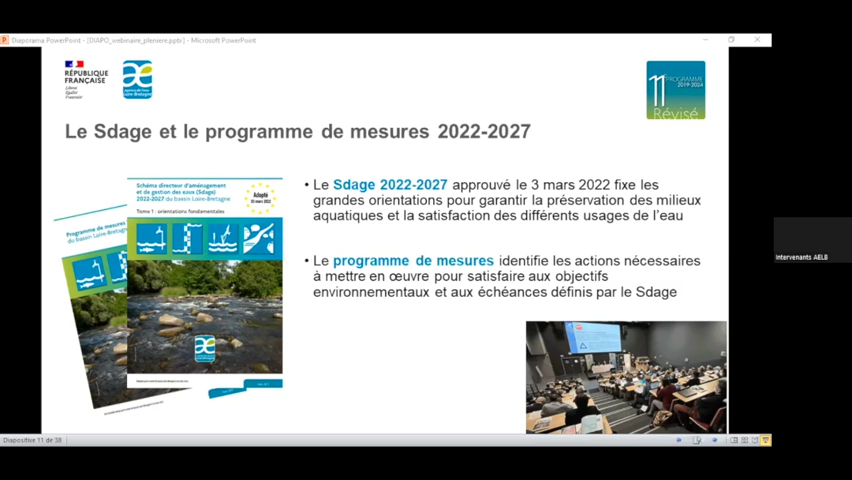 Diaporama PowerPoint - [DIAPO_webinaire_pleniere.pptx] - Microsoft PowerPoint
RÉPUBLIQUE
FRANÇAISE
Liberté
Égalité
Fraternité
11 PROGRAMME
2019-2024
Révisé
Le Sdage et le programme de mesures 2022-2027
Schéma directeur d'aménagement
et de gestion des eaux (Sdage)
2022-2027 du bassin Loire-Bretagne
Tome 1 : orientations fondamentales
Adopté
Programme de mesures
du bassin Loire-Bretagne
• Le Sdage 2022-2027 approuvé le 3 mars 2022 fixe les
grandes orientations pour garantir la préservation des milieux
aquatiques et la satisfaction des différents usages de l'eau
• Le programme de mesures identifie les actions nécessaires
à mettre en œuvre pour satisfaire aux objectifs
environnementaux et aux échéances définis par le Sdage
Intervenants AELB
Diapositive 11 de 38